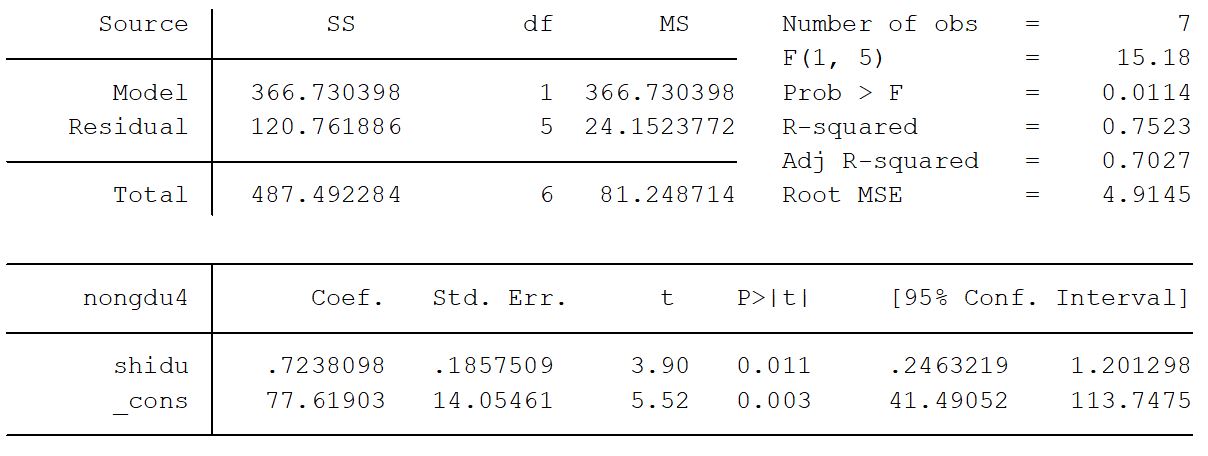 Source SS df MS Number of obs = 7
F(1, 5) = 15.18
Model 366.730398 1 366.730398 Prob > F = 0.0114
Residual 120.761886 5 24.1523772 R-squared = 0.7523
Adj R-squared = 0.7027
Total 487.492284 6 81.248714 Root MSE = 4.9145
nongdu4 Coef. Std. Err. t P>|t| [95% Conf. Interval]
shidu .7238098 .1857509 3.90 0.011 .2463219 1.201298
_cons 77.61903 14.05461 5.52 0.003 41.49052 113.7475